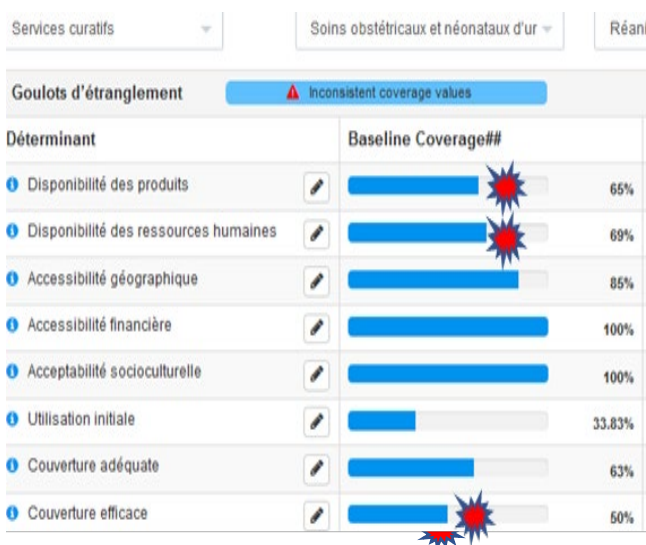 Services curatifs
Soins obstétricaux et néonataux d'ur
Réani
Goulots d'étranglement
Inconsistent coverage values
Déterminant
Baseline Coverage##
Disponibilité des produits
65%
Disponibilité des ressources humaines
69%
Accessibilité géographique
85%
Accessibilité financière
100%
Acceptabilité socioculturelle
100%
Utilisation initiale
33.83%
Couverture adéquate
63%
Couverture efficace
50%